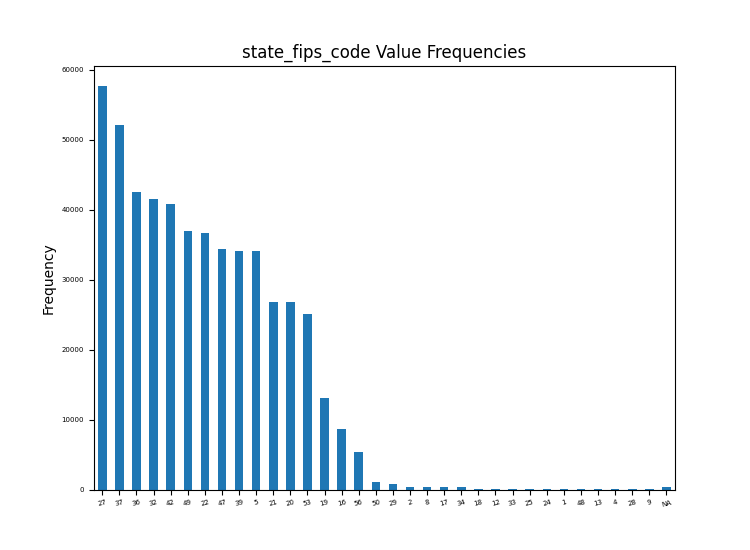 state_fips_code Value Frequencies
60000
50000
40000
30000
20000
10000
0
Frequency
27 37 36 32 42 49 22 47 39 5 21 20 53 19 16 56 50 29 2 8 17 34 18 12 33 25 24 1 48 13 4 28 9 NA